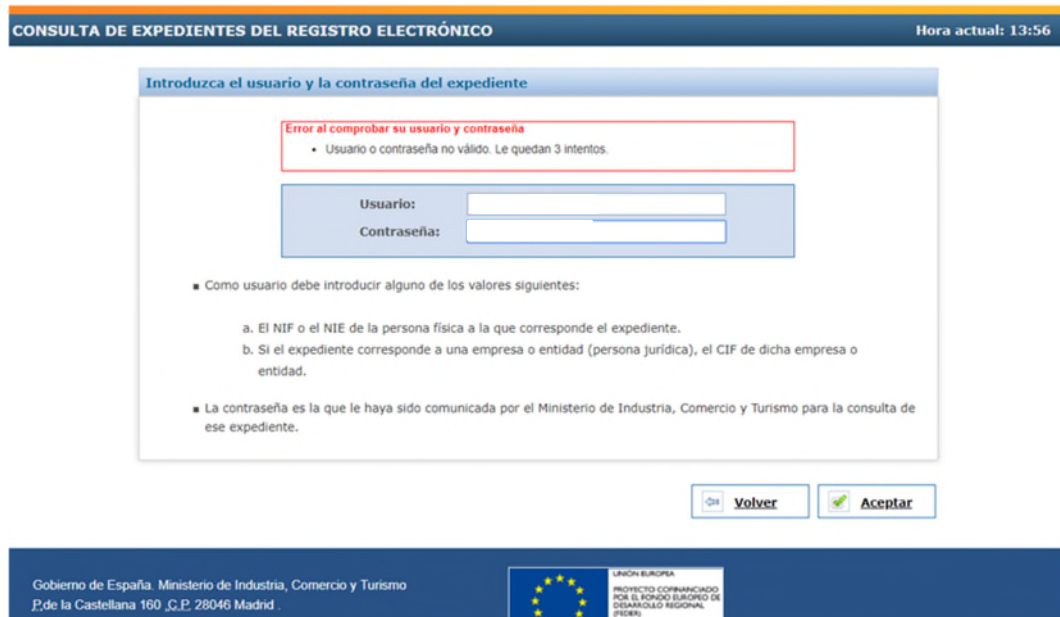 CONSULTA DE EXPEDIENTES DEL REGISTRO ELECTRÓNICO
Hora actual: 13:56
Introduzca el usuario y la contraseña del expediente
Error al comprobar su usuario y contraseña
• Usuario o contraseña no válido. Le quedan 3 intentos.
Usuario:
Contraseña:
Como usuario debe introducir alguno de los valores siguientes:
a. El NIF o el NIE de la persona física a la que corresponde el expediente.
b. Si el expediente corresponde a una empresa o entidad (persona jurídica), el CIF de dicha empresa o
entidad.
La contraseña es la que le haya sido comunicada por el Ministerio de Industria, Comercio y Turismo para la consulta de
ese expediente.
Volver
Aceptar
Gobierno de España. Ministerio de Industria, Comercio y Turismo
P.de la Castellana 160 ,C.P. 28046 Madrid .
UNIÓN EUROPEA
PROYECTO COFINANCIADO
POR EL FONDO EUROPEO DE
DESARROLLO REGIONAL
(FEDER)